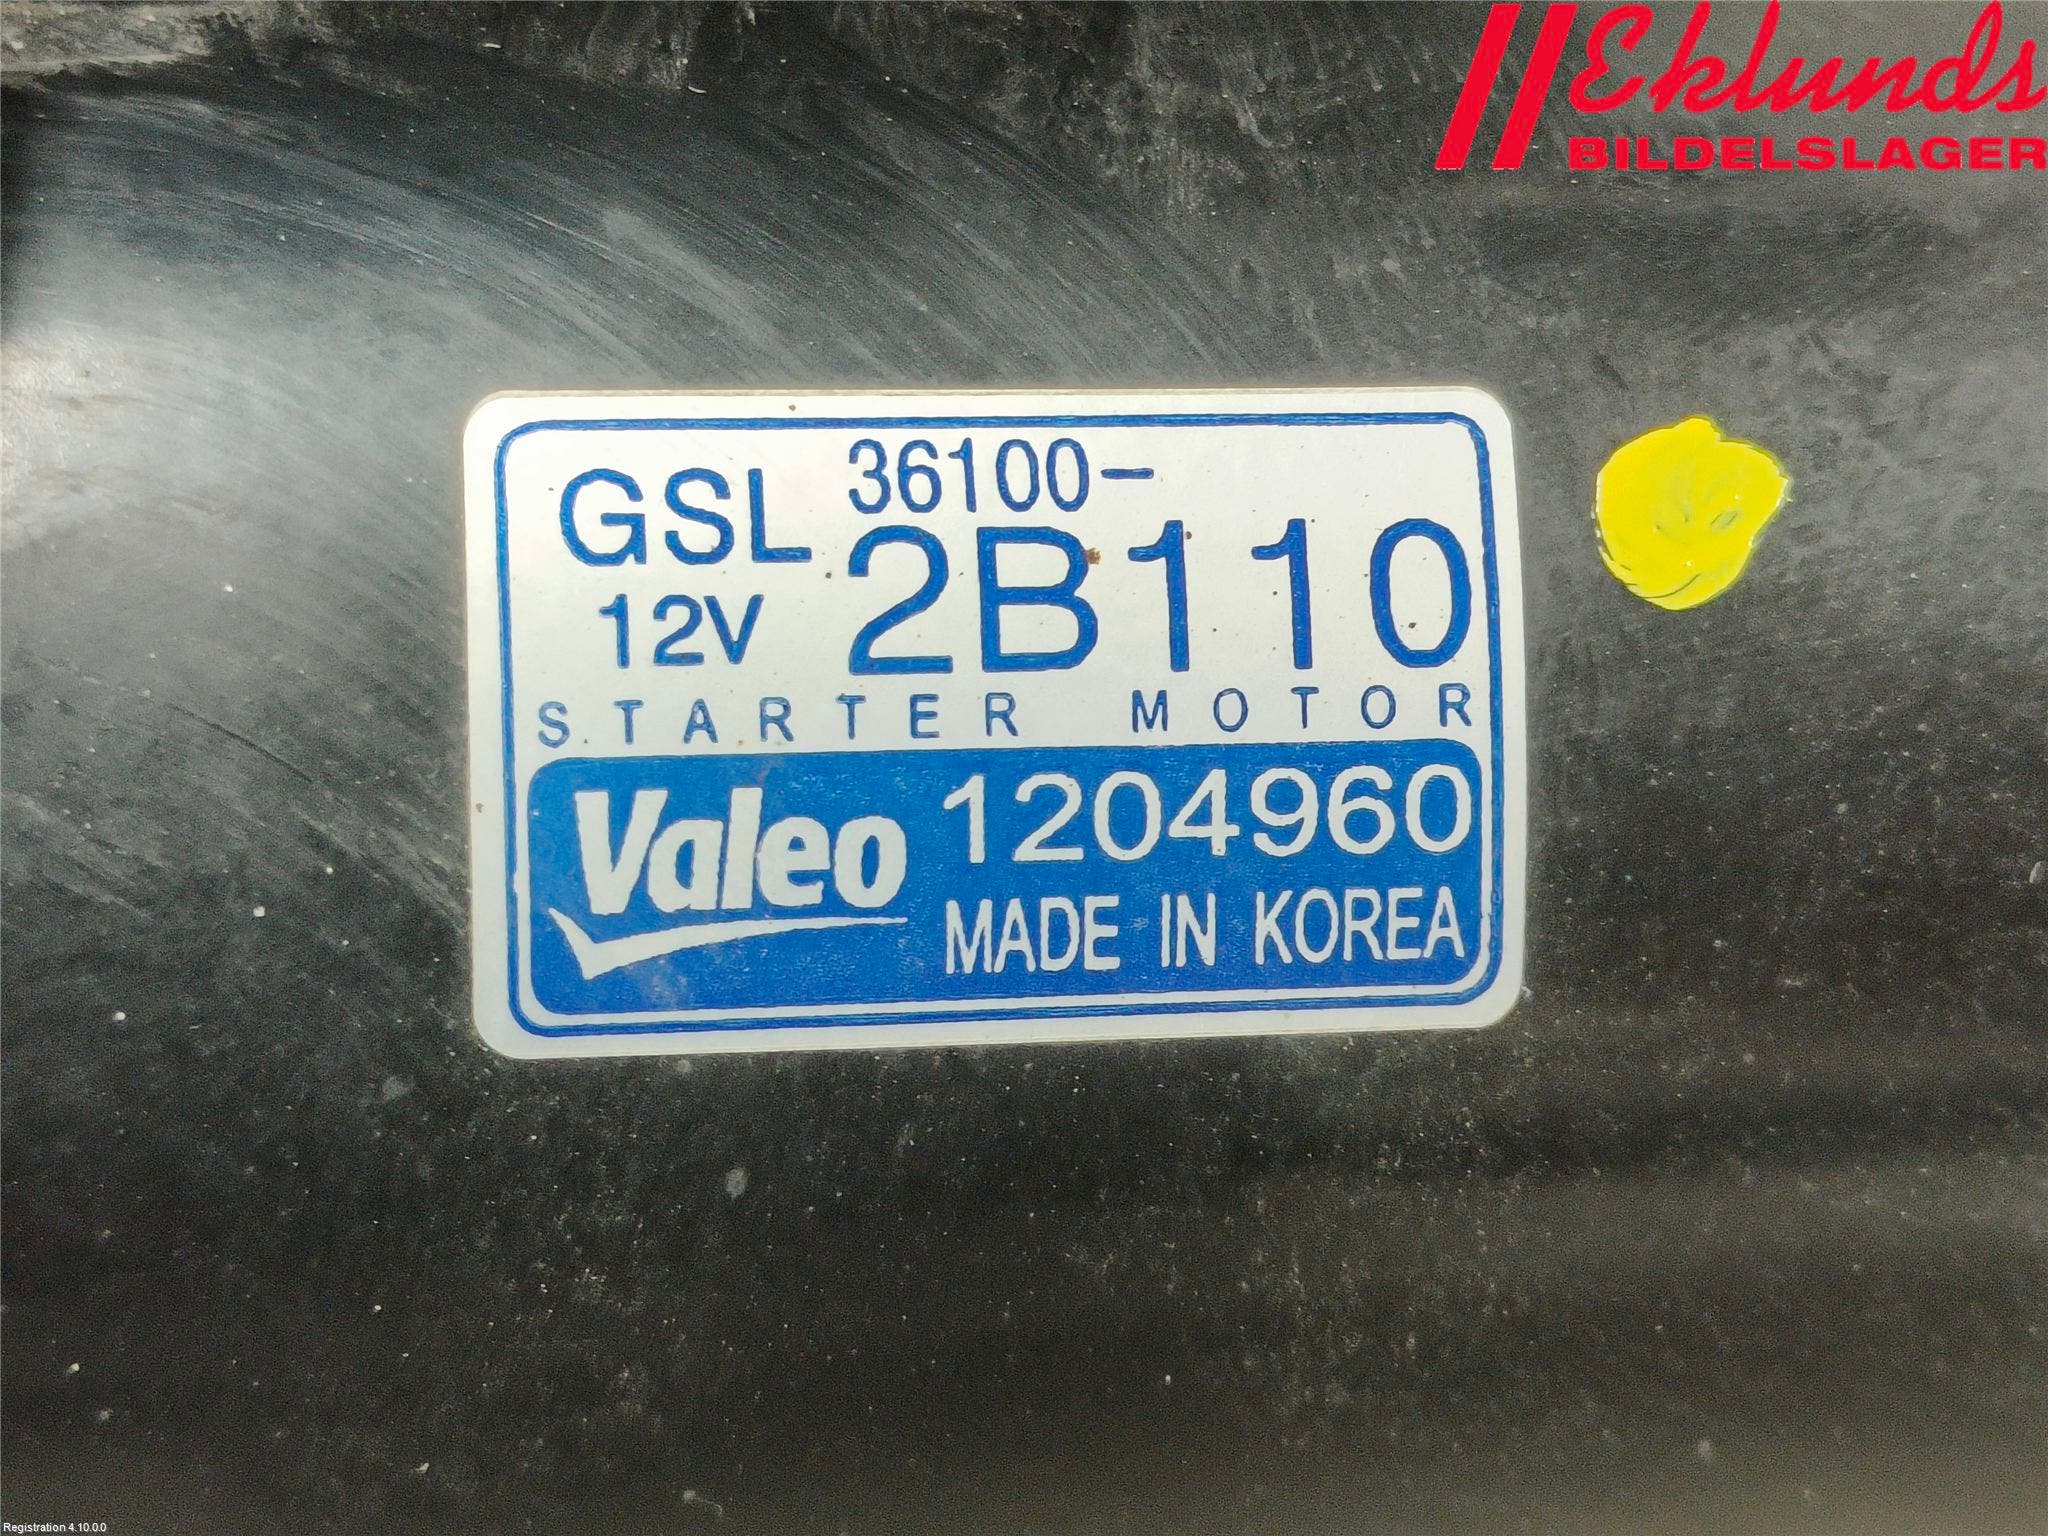 Eklunds
BILDELSLAGER
GSL 36100-
12V 2B110
STARTER MOTOR
Valeo 1204960
MADE IN KOREA
Registration 4.10.0.0